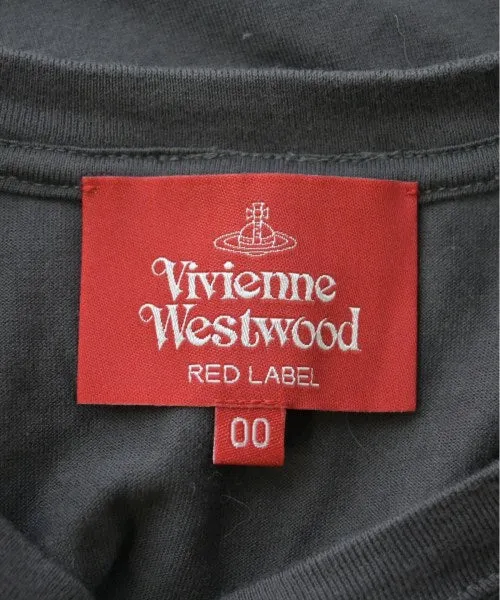 Vivienne
Westwood
RED LABEL
00